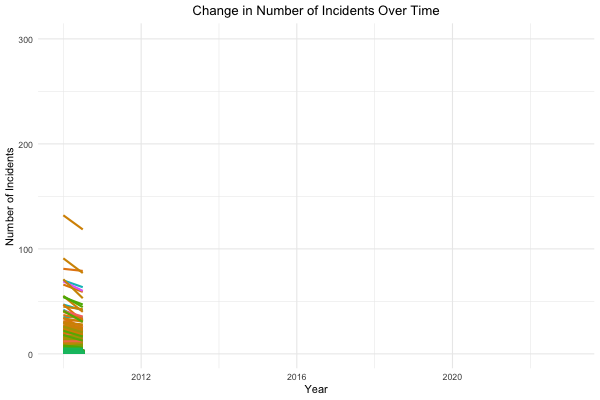 Change in Number of Incidents Over Time
300
200
100
0
Number of Incidents
2012
2016
2020
Year